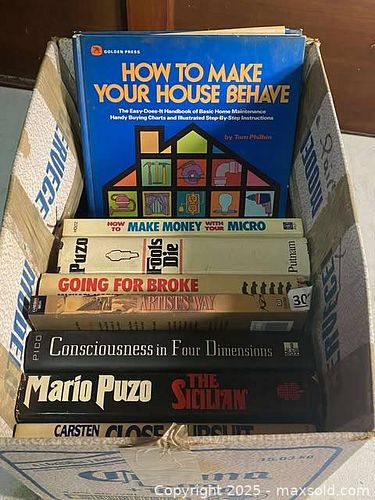 GOLDEN PRESS
HOW TO MAKE
YOUR HOUSE BEHAVE
The Easy-Does-It Handbook of Basic Home Maintenance
Handy Buying Charts and Illustrated Step-By-Step Instructions
by Tom Philbin
HOW TO MAKE MONEY WITH YOUR MICRO
Puzo Fools Die Putnam
GOING FOR BROKE
ARTIST'S WAY
30
PICO Consciousness in Four Dimensions
Mario Puzo THE SICILIAN
CARSTEN
Copyright © 2025 - maxsold.com